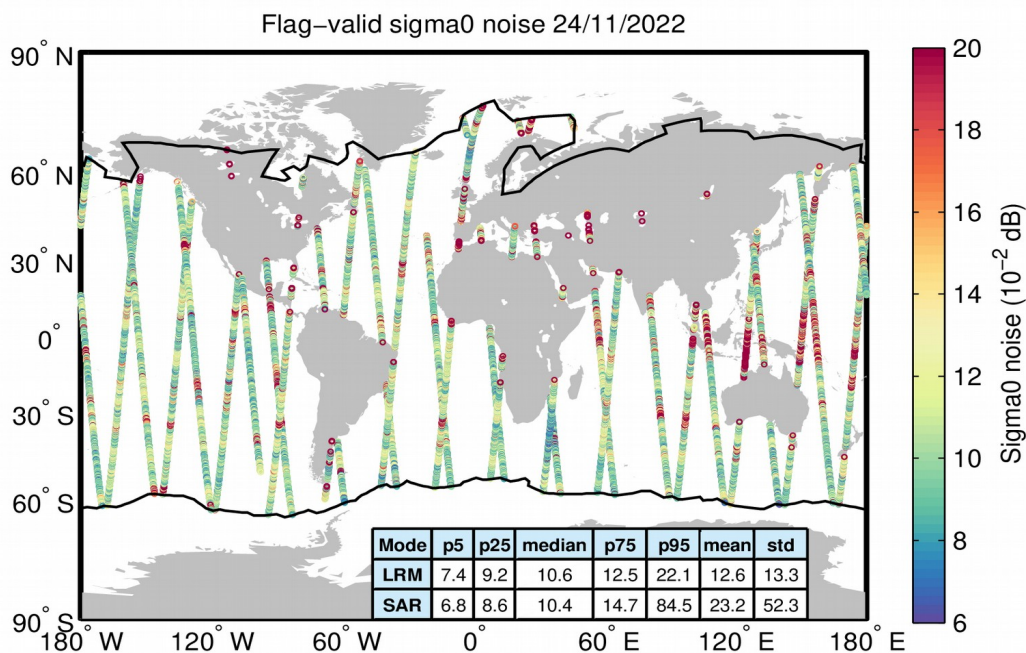 Flag−valid sigma0 noise 24/11/2022
90° N
60° N
30° N
0°
30° S
60° S
90° S
180° W
120° W
60° W
0°
60° E
120° E
180° E
Mode p5 p25 median p75 p95 mean std
LRM 7.4 9.2 10.6 12.5 22.1 12.6 13.3
SAR 6.8 8.6 10.4 14.7 84.5 23.2 52.3
20
18
16
14
12
10
8
6
Sigma0 noise (10⁻² dB)